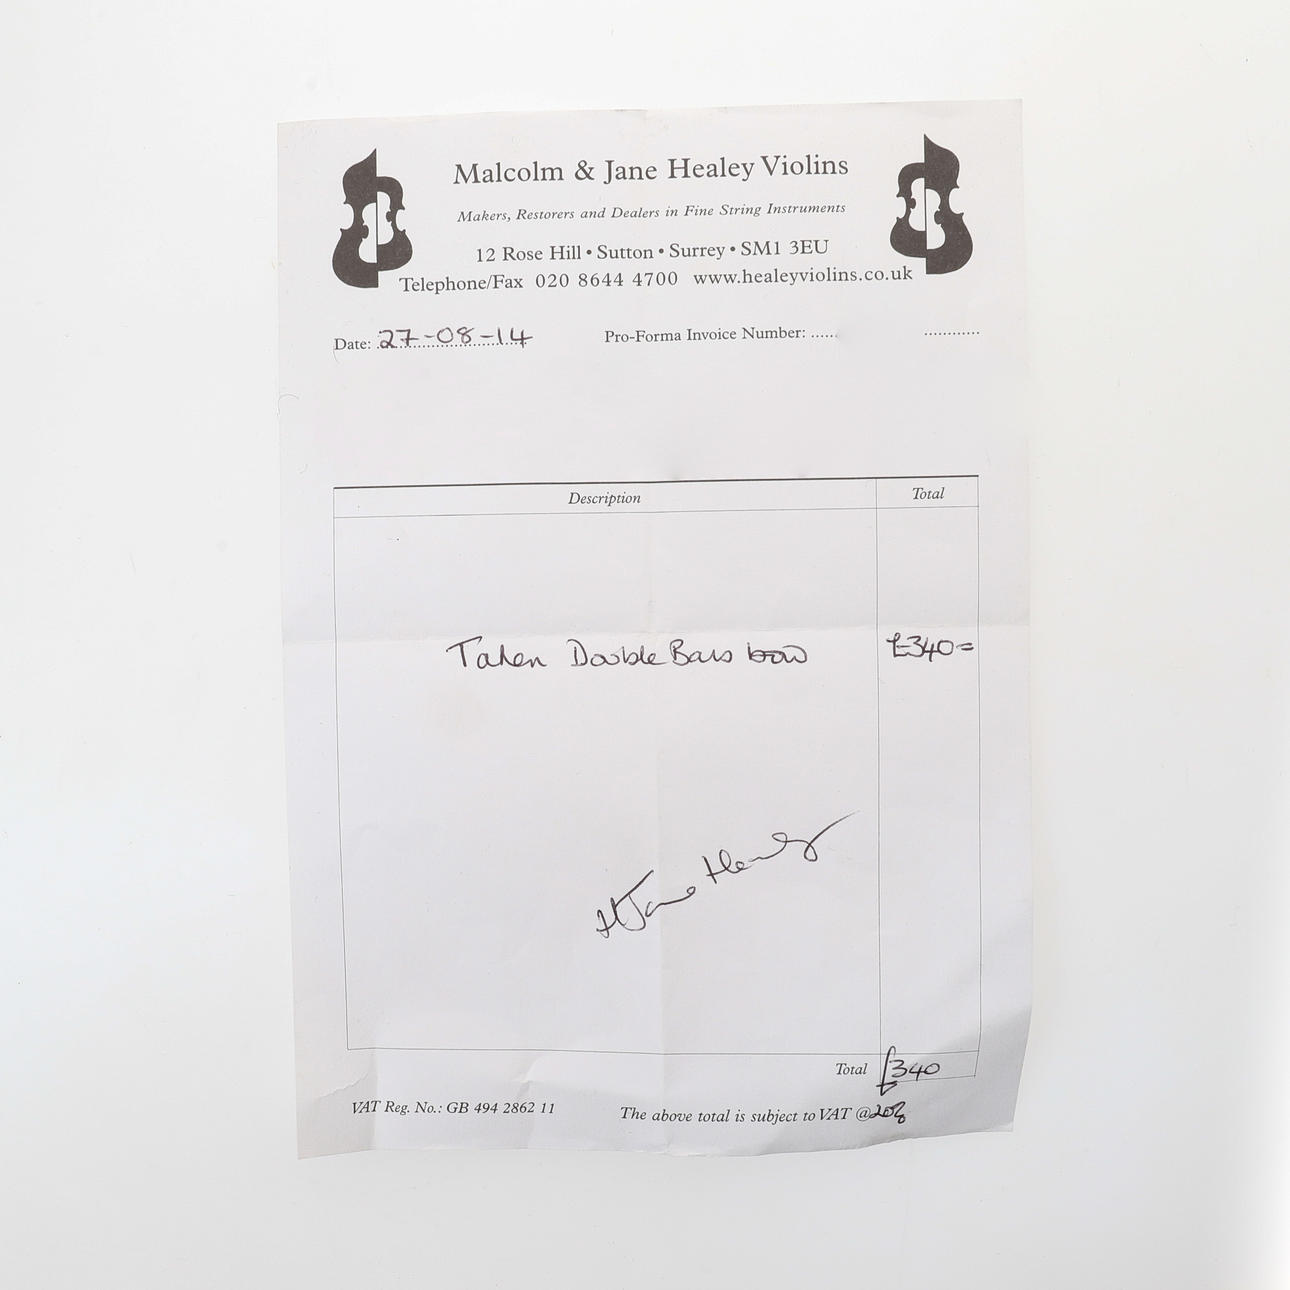 Malcolm & Jane Healey Violins
Makers, Restorers and Dealers in Fine String Instruments
12 Rose Hill • Sutton • Surrey • SM1 3EU
Telephone/Fax 020 8644 4700 www.healeyviolins.co.uk
Date: 27-08-14 Pro-Forma Invoice Number: ...... ............
Description Total
Double Bass bow £340=
Jane Healey
Total £340
VAT Reg. No.: GB 494 2862 11 The above total is subject to VAT @20%